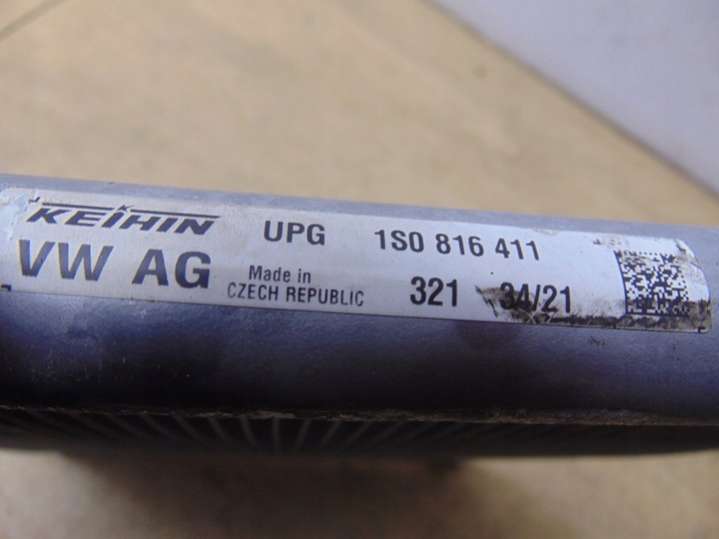 KEIHIN UPG 1S0 816 411
VW AG Made in CZECH REPUBLIC 321 34/21